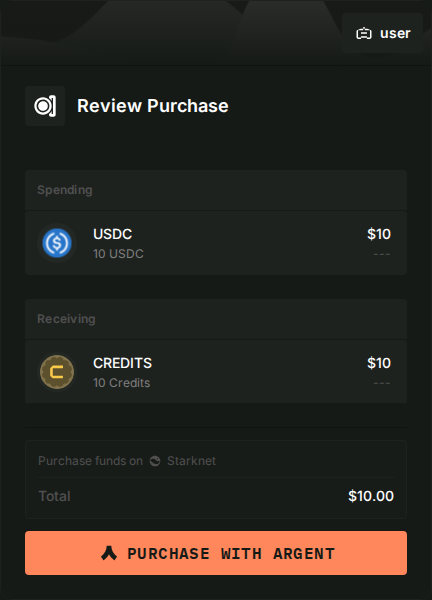 user
Review Purchase
Spending
USDC $10
10 USDC ---
Receiving
CREDITS $10
10 Credits ---
Purchase funds on Starknet
Total $10.00
PURCHASE WITH ARGENT